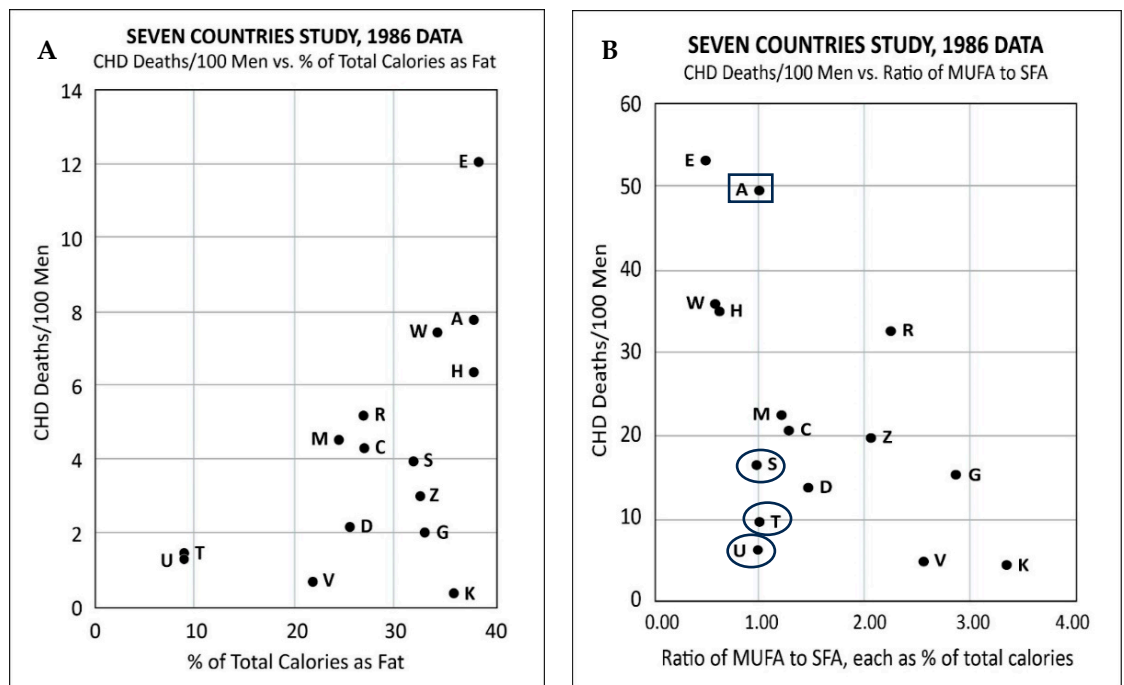 A
SEVEN COUNTRIES STUDY, 1986 DATA
CHD Deaths/100 Men vs. % of Total Calories as Fat
14
12
10
8
6
4
2
0
CHD Deaths/100 Men
E
A
W
H
R
M
C
S
Z
D
G
T
U
V
K
0 10 20 30 40
% of Total Calories as Fat
B
SEVEN COUNTRIES STUDY, 1986 DATA
CHD Deaths/100 Men vs. Ratio of MUFA to SFA
60
50
40
30
20
10
0
CHD Deaths/100 Men
E
A
W H
R
M
C
Z
S
G
D
T
U
V
K
0.00 1.00 2.00 3.00 4.00
Ratio of MUFA to SFA, each as % of total calories